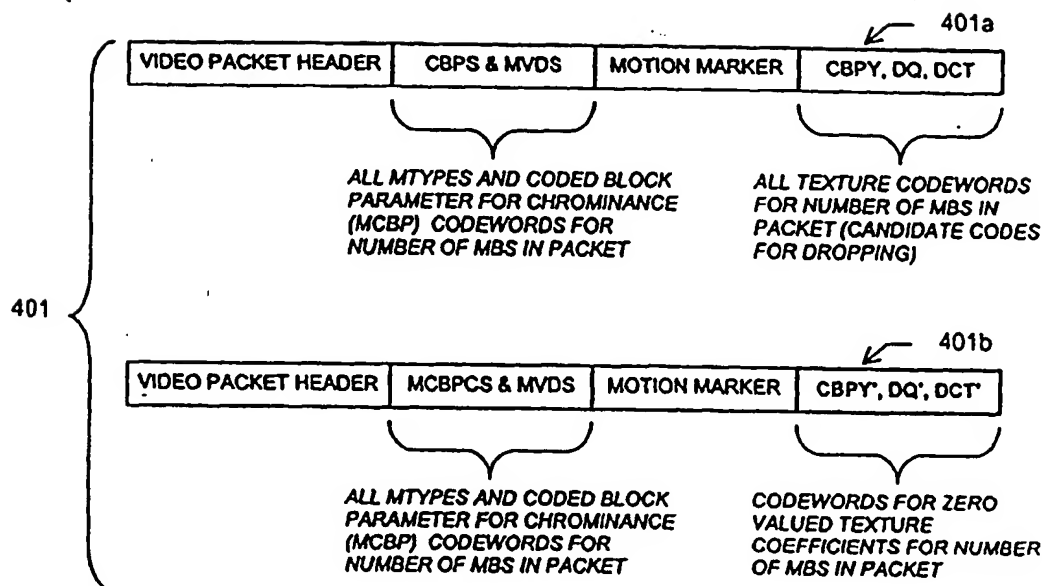 401a
VIDEO PACKET HEADER CBPS & MVDS MOTION MARKER CBPY, DQ, DCT
ALL MTYPES AND CODED BLOCK
PARAMETER FOR CHROMINANCE
(MCBP) CODEWORDS FOR
NUMBER OF MBS IN PACKET
ALL TEXTURE CODEWORDS
FOR NUMBER OF MBS IN
PACKET (CANDIDATE CODES
FOR DROPPING)
401
401b
VIDEO PACKET HEADER MCBPCS & MVDS MOTION MARKER CBPY', DQ', DCT'
ALL MTYPES AND CODED BLOCK
PARAMETER FOR CHROMINANCE
(MCBP) CODEWORDS FOR
NUMBER OF MBS IN PACKET
CODEWORDS FOR ZERO
VALUED TEXTURE
COEFFICIENTS FOR NUMBER
OF MBS IN PACKET